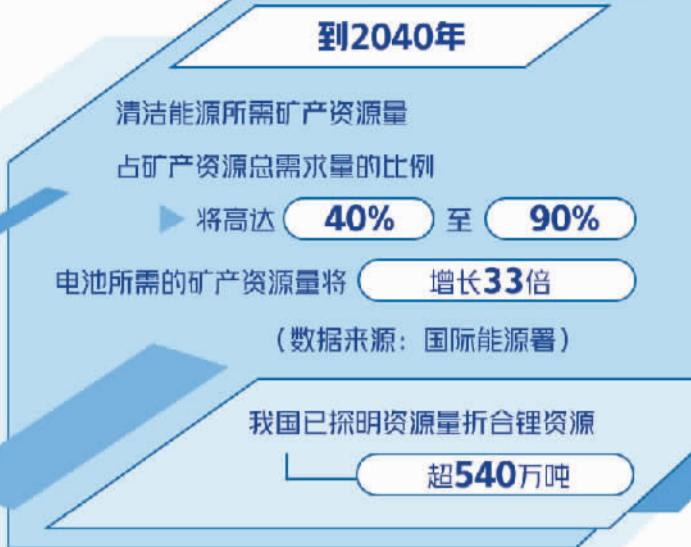 到2040年
清洁能源所需矿产资源量
占矿产资源总需求量的比例
将高达 40% 至 90%
电池所需的矿产资源量将 增长33倍
（数据来源：国际能源署）
我国已探明资源量折合锂资源
超540万吨